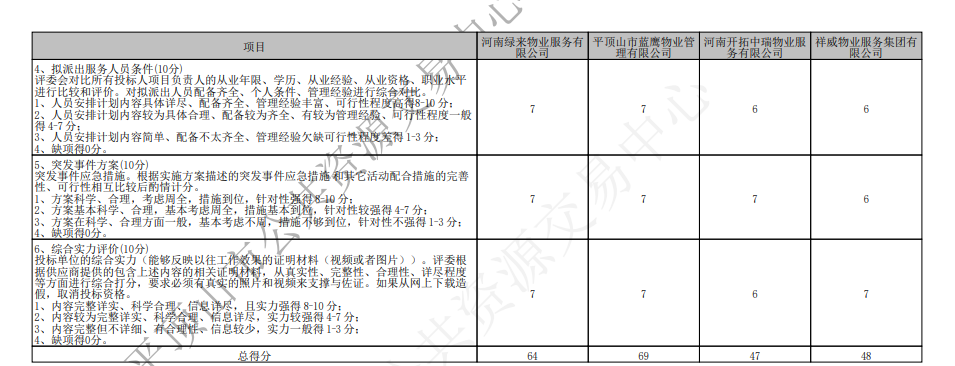 项目
河南绿来物业服务有
限公司
平顶山市蓝鹰物业管
理有限公司
河南开拓中瑞物业服
务有限公司
祥威物业服务集团有
限公司
4、拟派出服务人员条件(10分)
评委会对比所有投标人项目负责人的从业年限、学历、从业经验、从业资格、职业水平
进行比较和评价。对拟派出人员配备齐全、个人条件、管理经验进行综合对比。
1、人员安排计划内容具体详尽、配备齐全、管理经验丰富、可行性程度高得8-10分；
2、人员安排计划内容较为具体合理、配备较为齐全、有较为管理经验、可行性程度一般
得4-7分；
3、人员安排计划内容简单、配备不太齐全、管理经验欠缺可行性程度差得1-3分；
4、缺项得0分。
7
7
6
6
5、突发事件方案(10分)
突发事件应急措施。根据实施方案描述的突发事件应急措施和其它活动配合措施的完善
性、可行性相互比较后酌情计分。
1、方案科学、合理，考虑周全，措施到位，针对性强得8-10分；
2、方案基本科学、合理，基本考虑周全，措施基本到位，针对性较强得4-7分；
3、方案在科学、合理方面一般，基本考虑不周，措施不够到位，针对性不强得1-3分；
4、缺项得0分。
7
7
7
6
6、综合实力评价(10分)
投标单位的综合实力（能够反映以往工作效果的证明材料（视频或者图片））。评委根
据供应商提供的包含上述内容的相关证明材料，从真实性、完整性、合理性、详尽程度
等方面进行综合打分，要求必须有真实的照片和视频来支撑与佐证。如果从网上下载造
假，取消投标资格。
1、内容完整详实、科学合理、信息详尽，且实力强得8-10分；
2、内容较为完整详实、科学合理、信息详尽，实力较强得4-7分；
3、内容完整但不详细、有合理性、信息较少，实力一般得1-3分；
4、缺项得0分。
7
7
6
7
总得分
64
69
47
48
平顶山市公共资源交易中心
公共资源交易中心